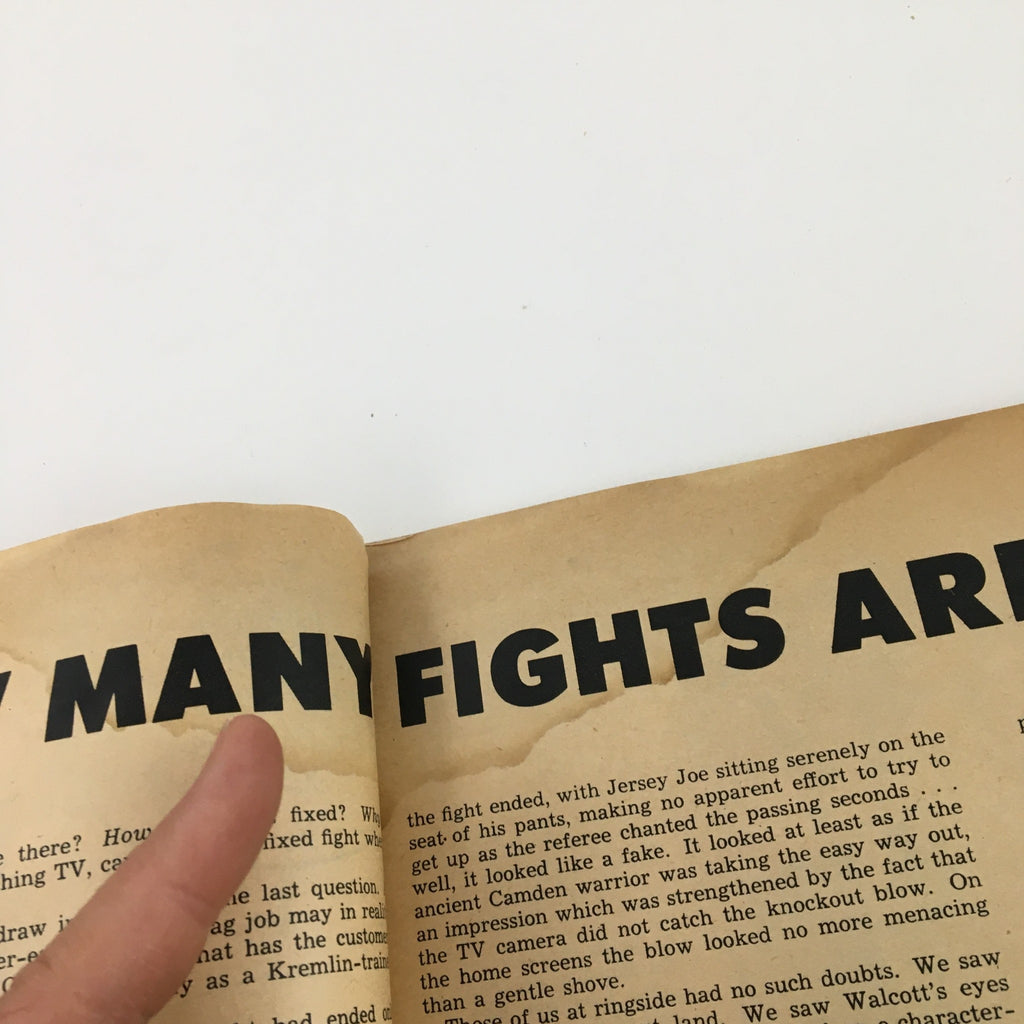 MANY FIGHTS ARE
fixed?
there? How
hing TV,
fixed fight
he last question.
draw
ag job may in
hat has the
as a Kremlin-
had ended
the fight ended, with Jersey Joe sitting serenely on the
seat of his pants, making no apparent effort to try to
get up as the referee chanted the passing seconds . . .
well, it looked like a fake. It looked at least as if the
ancient Camden warrior was taking the easy way out,
an impression which was strengthened by the fact that
the TV camera did not catch the knockout blow. On
the home screens the blow looked no more menacing
than a gentle shove.
Those of us at ringside had no such doubts. We saw
land. We saw Walcott's eyes
character-